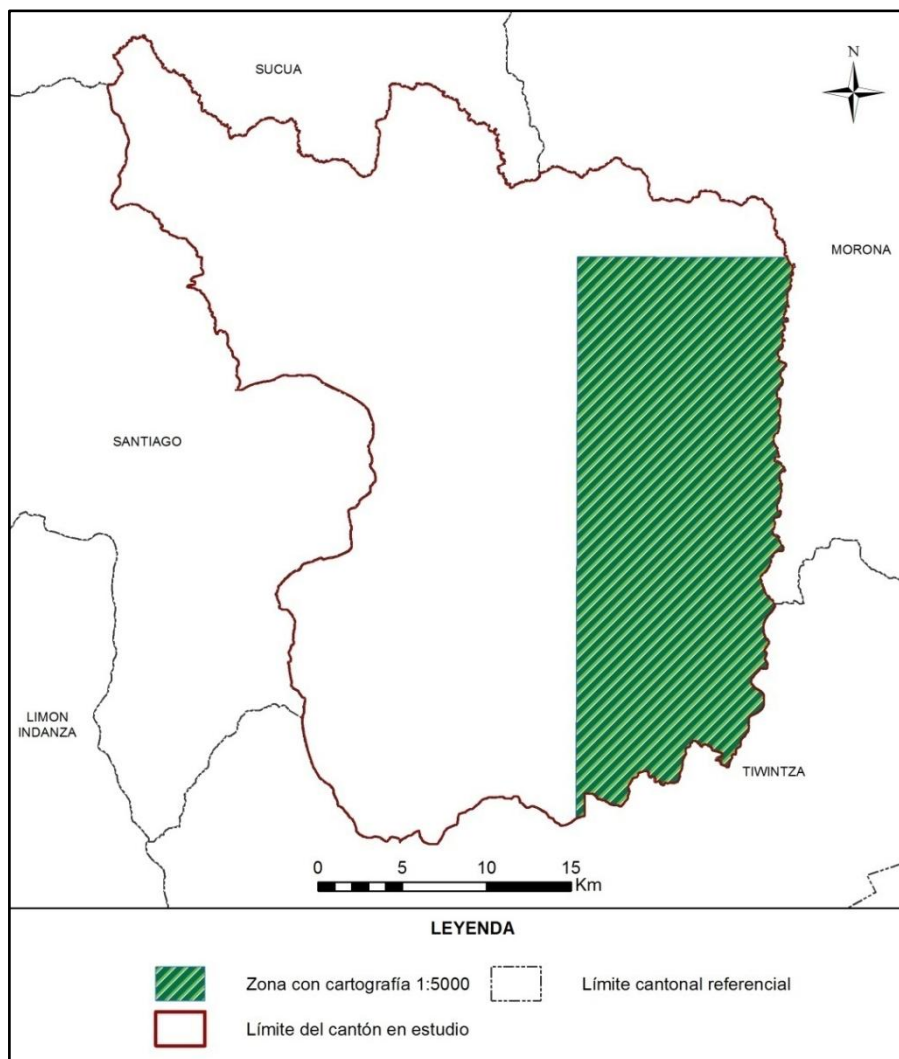 SUCUA
N
MORONA
SANTIAGO
LIMON
INDANZA
TIWINTZA
0 5 10 15
Km
LEYENDA
Zona con cartografía 1:5000
Límite cantonal referencial
Límite del cantón en estudio